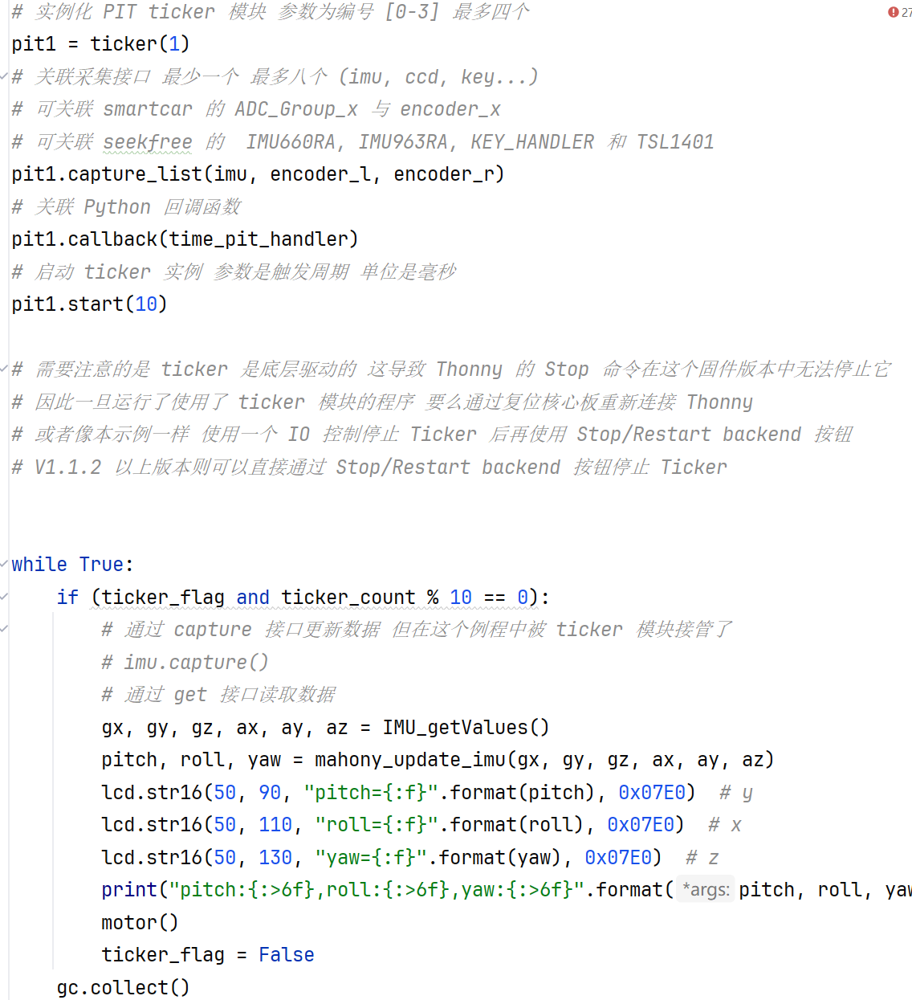 # 实例化 PIT ticker 模块 参数为编号 [0-3] 最多四个
27
pit1 = ticker(1)
# 关联采集接口 最少一个 最多八个 (imu, ccd, key...)
# 可关联 smartcar 的 ADC_Group_x 与 encoder_x
# 可关联 seekfree 的  IMU660RA, IMU963RA, KEY_HANDLER 和 TSL1401
pit1.capture_list(imu, encoder_l, encoder_r)
# 关联 Python 回调函数
pit1.callback(time_pit_handler)
# 启动 ticker 实例 参数是触发周期 单位是毫秒
pit1.start(10)
# 需要注意的是 ticker 是底层驱动的 这导致 Thonny 的 Stop 命令在这个固件版本中无法停止它
# 因此一旦运行了使用了 ticker 模块的程序 要么通过复位核心板重新连接 Thonny
# 或者像本示例一样 使用一个 IO 控制停止 Ticker 后再使用 Stop/Restart backend 按钮
# V1.1.2 以上版本则可以直接通过 Stop/Restart backend 按钮停止 Ticker
while True:
    if (ticker_flag and ticker_count % 10 == 0):
        # 通过 capture 接口更新数据 但在这个例程中被 ticker 模块接管了
        # imu.capture()
        # 通过 get 接口读取数据
        gx, gy, gz, ax, ay, az = IMU_getValues()
        pitch, roll, yaw = mahony_update_imu(gx, gy, gz, ax, ay, az)
        lcd.str16(50, 90, "pitch={:f}".format(pitch), 0x07E0)  # y
        lcd.str16(50, 110, "roll={:f}".format(roll), 0x07E0)  # x
        lcd.str16(50, 130, "yaw={:f}".format(yaw), 0x07E0)  # z
        print("pitch:{:>6f},roll:{:>6f},yaw:{:>6f}".format( *args: pitch, roll, yaw
        motor()
        ticker_flag = False
    gc.collect()